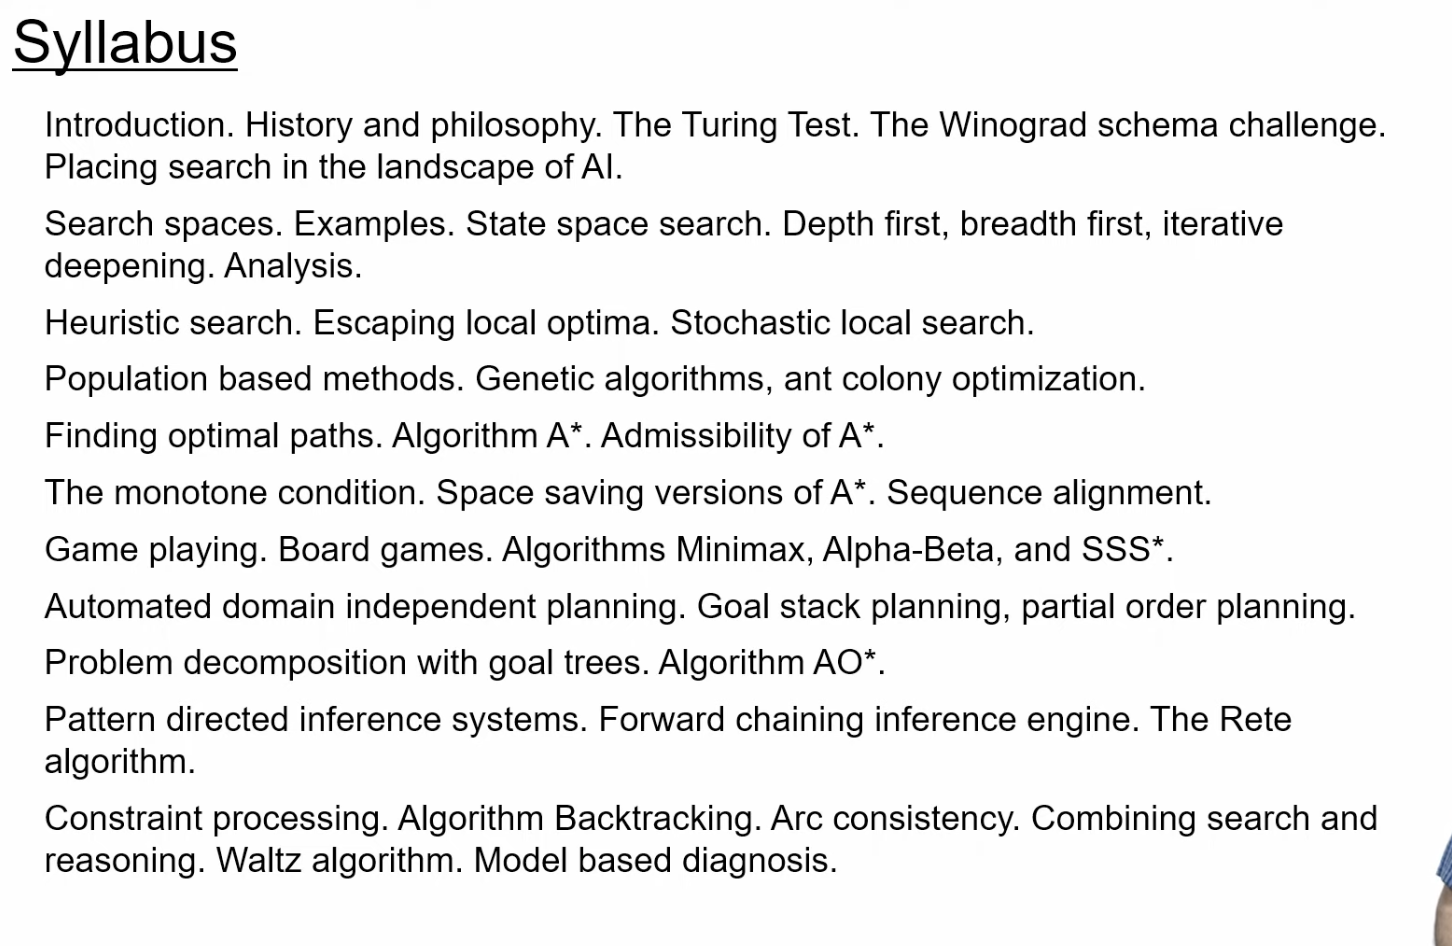 Syllabus
Introduction. History and philosophy. The Turing Test. The Winograd schema challenge.
Placing search in the landscape of AI.
Search spaces. Examples. State space search. Depth first, breadth first, iterative
deepening. Analysis.
Heuristic search. Escaping local optima. Stochastic local search.
Population based methods. Genetic algorithms, ant colony optimization.
Finding optimal paths. Algorithm A*. Admissibility of A*.
The monotone condition. Space saving versions of A*. Sequence alignment.
Game playing. Board games. Algorithms Minimax, Alpha-Beta, and SSS*.
Automated domain independent planning. Goal stack planning, partial order planning.
Problem decomposition with goal trees. Algorithm AO*.
Pattern directed inference systems. Forward chaining inference engine. The Rete
algorithm.
Constraint processing. Algorithm Backtracking. Arc consistency. Combining search and
reasoning. Waltz algorithm. Model based diagnosis.